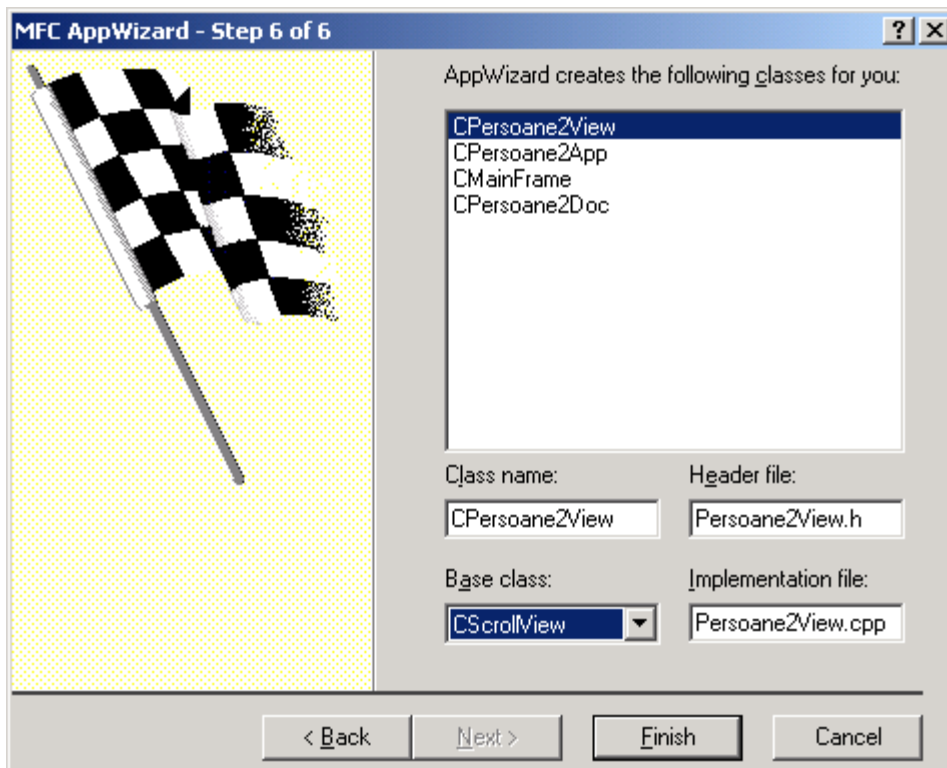 MFC AppWizard - Step 6 of 6
AppWizard creates the following classes for you:
CPersoane2View
CPersoane2App
CMainFrame
CPersoane2Doc
Class name:
Header file:
CPersoane2View
Persoane2View.h
Base class:
Implementation file:
CScrollView
Persoane2View.cpp
< Back
Next >
Finish
Cancel